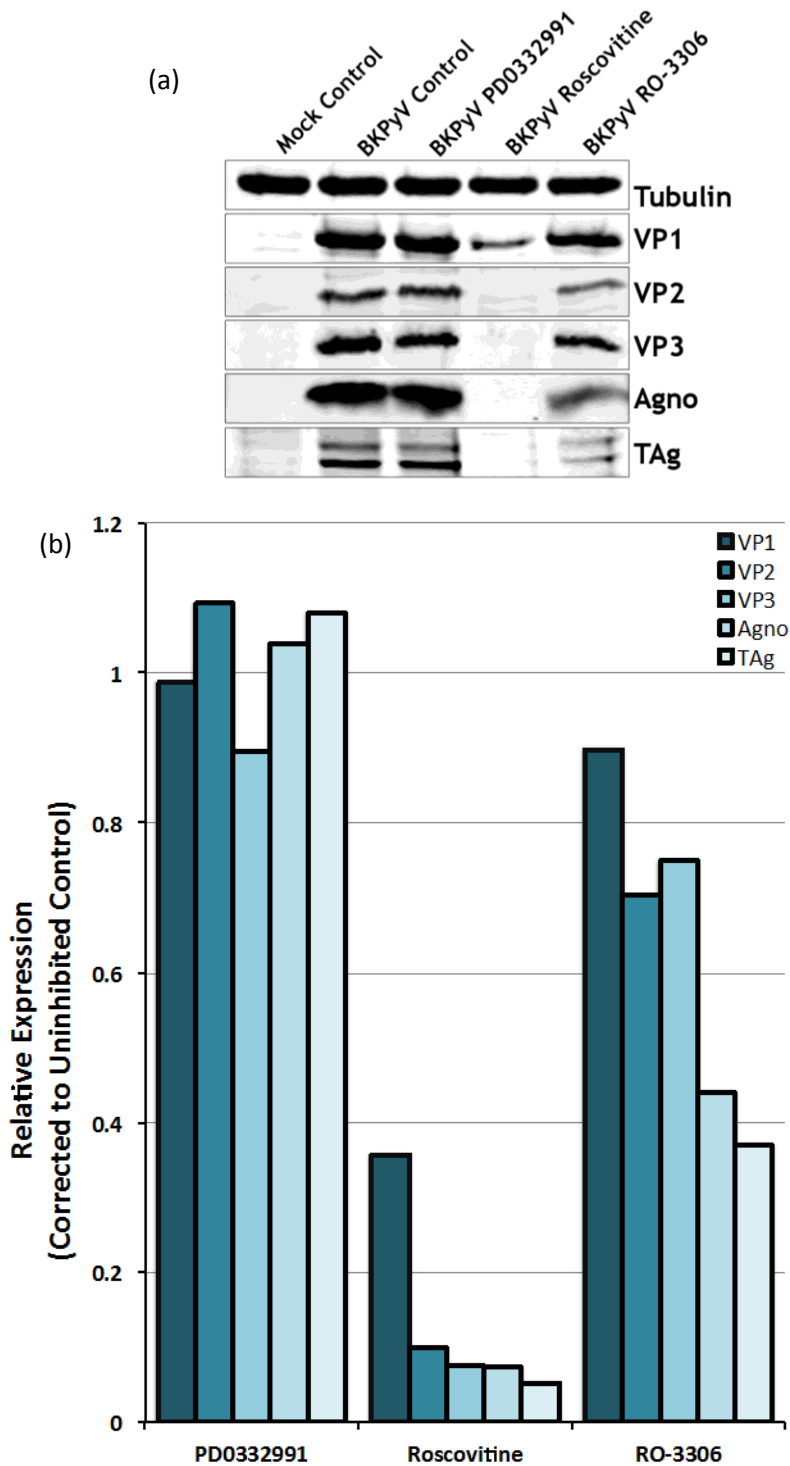 (a)
Mock Control
BKPyV Control
BKPyV PD0332991
BKPyV Roscovitine
BKPyV RO-3306
Tubulin
VP1
VP2
VP3
Agno
TAg
(b)
1.2
1
0.8
0.6
0.4
0.2
0
Relative Expression
(Corrected to Uninhibited Control)
VP1
VP2
VP3
Agno
TAg
PD0332991
Roscovitine
RO-3306